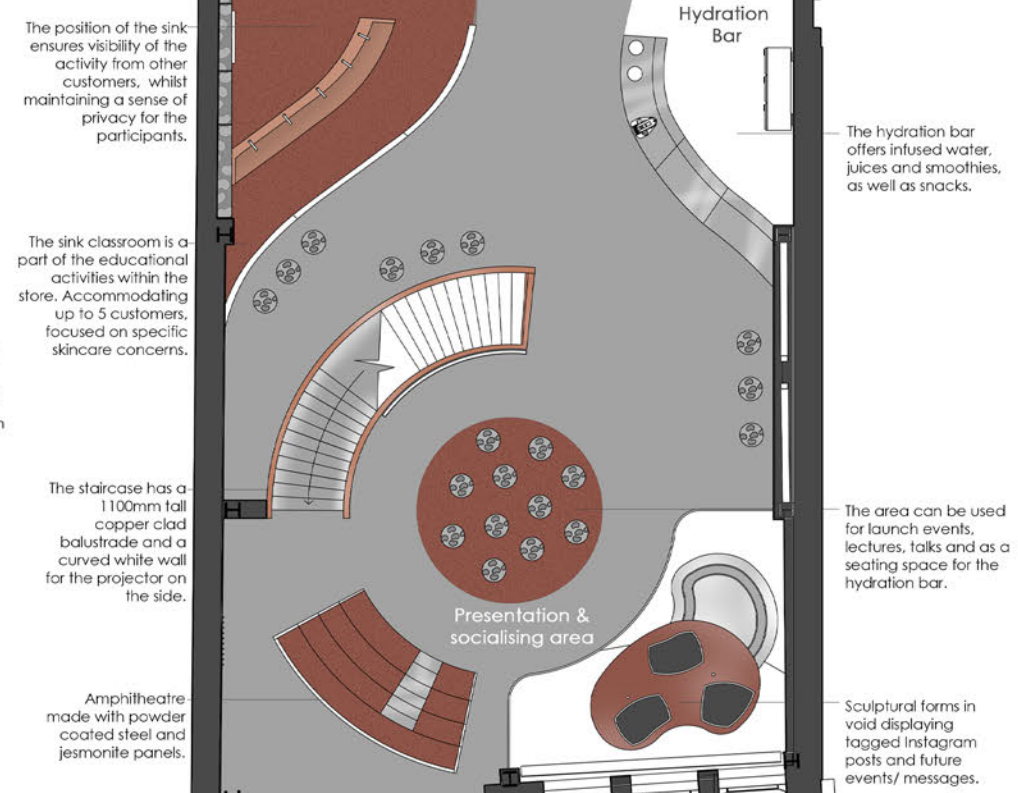 Hydration
Bar
The position of the sink
ensures visibility of the
activity from other
customers, whilst
maintaining a sense of
privacy for the
participants.
The hydration bar
offers infused water,
juices and smoothies,
as well as snacks.
The sink classroom is a
part of the educational
activities within the
store. Accommodating
up to 5 customers,
focused on specific
skincare concerns.
The staircase has a
1100mm tall
copper clad
balustrade and a
curved white wall
for the projector on
the side.
The area can be used
for launch events,
lectures, talks and as a
seating space for the
hydration bar.
Presentation &
socialising area
Amphitheatre
made with powder
coated steel and
jesmonite panels.
Sculptural forms in
void displaying
tagged Instagram
posts and future
events/ messages.